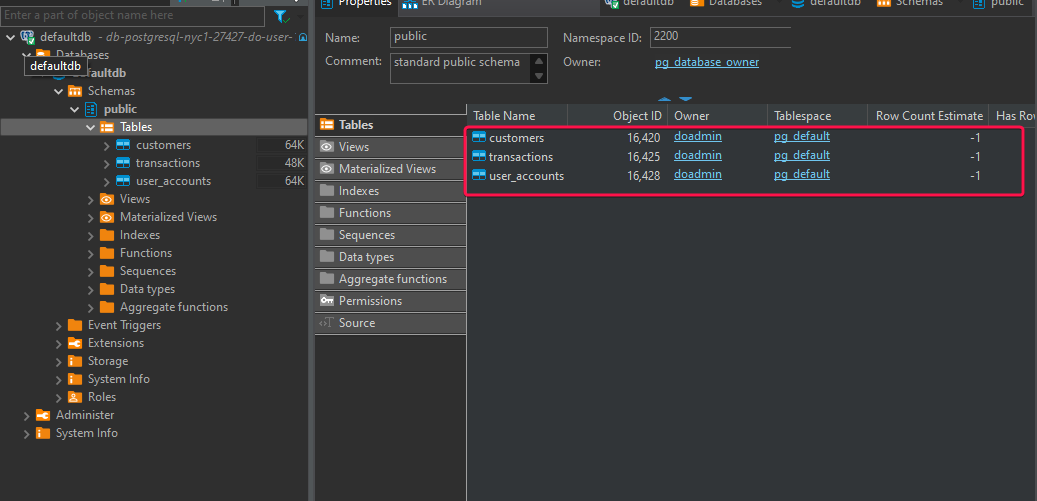 Enter a part of object name here
defaultdb - db-postgresql-nyc1-27427-do-user-
Databases
defaultdb
defaultdb
Schemas
public
Tables
customers 64K
transactions 48K
user_accounts 64K
Views
Materialized Views
Indexes
Functions
Sequences
Data types
Aggregate functions
Event Triggers
Extensions
Storage
System Info
Roles
Administer
System Info
Properties ER Diagram defaultdb Databases defaultdb Schemas public
Name: public Namespace ID: 2200
Comment: standard public schema Owner: pg_database_owner
Tables
Views
Materialized Views
Indexes
Functions
Sequences
Data types
Aggregate functions
Permissions
Source
Table Name Object ID Owner Tablespace Row Count Estimate Has Row
customers 16,420 doadmin pg_default -1
transactions 16,425 doadmin pg_default -1
user_accounts 16,428 doadmin pg_default -1